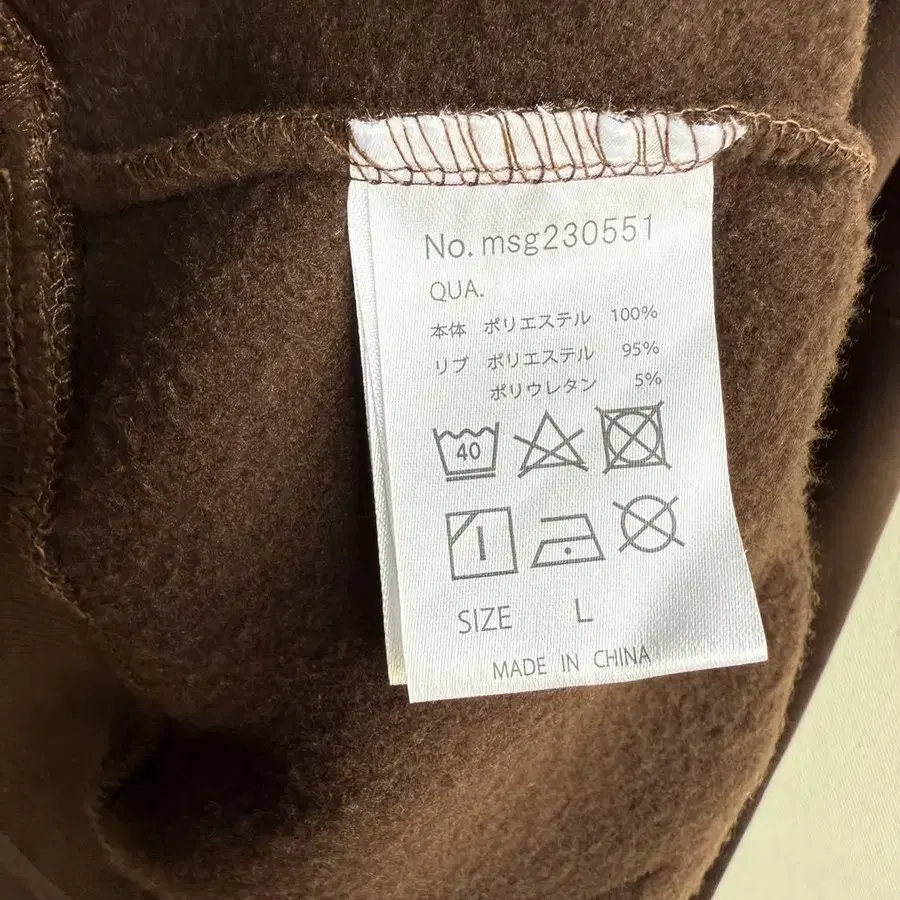 No. msg230551
QUA.
本体 ポリエステル 100%
リブ ポリエステル 95%
ポリウレタン 5%
40
SIZE L
MADE IN CHINA